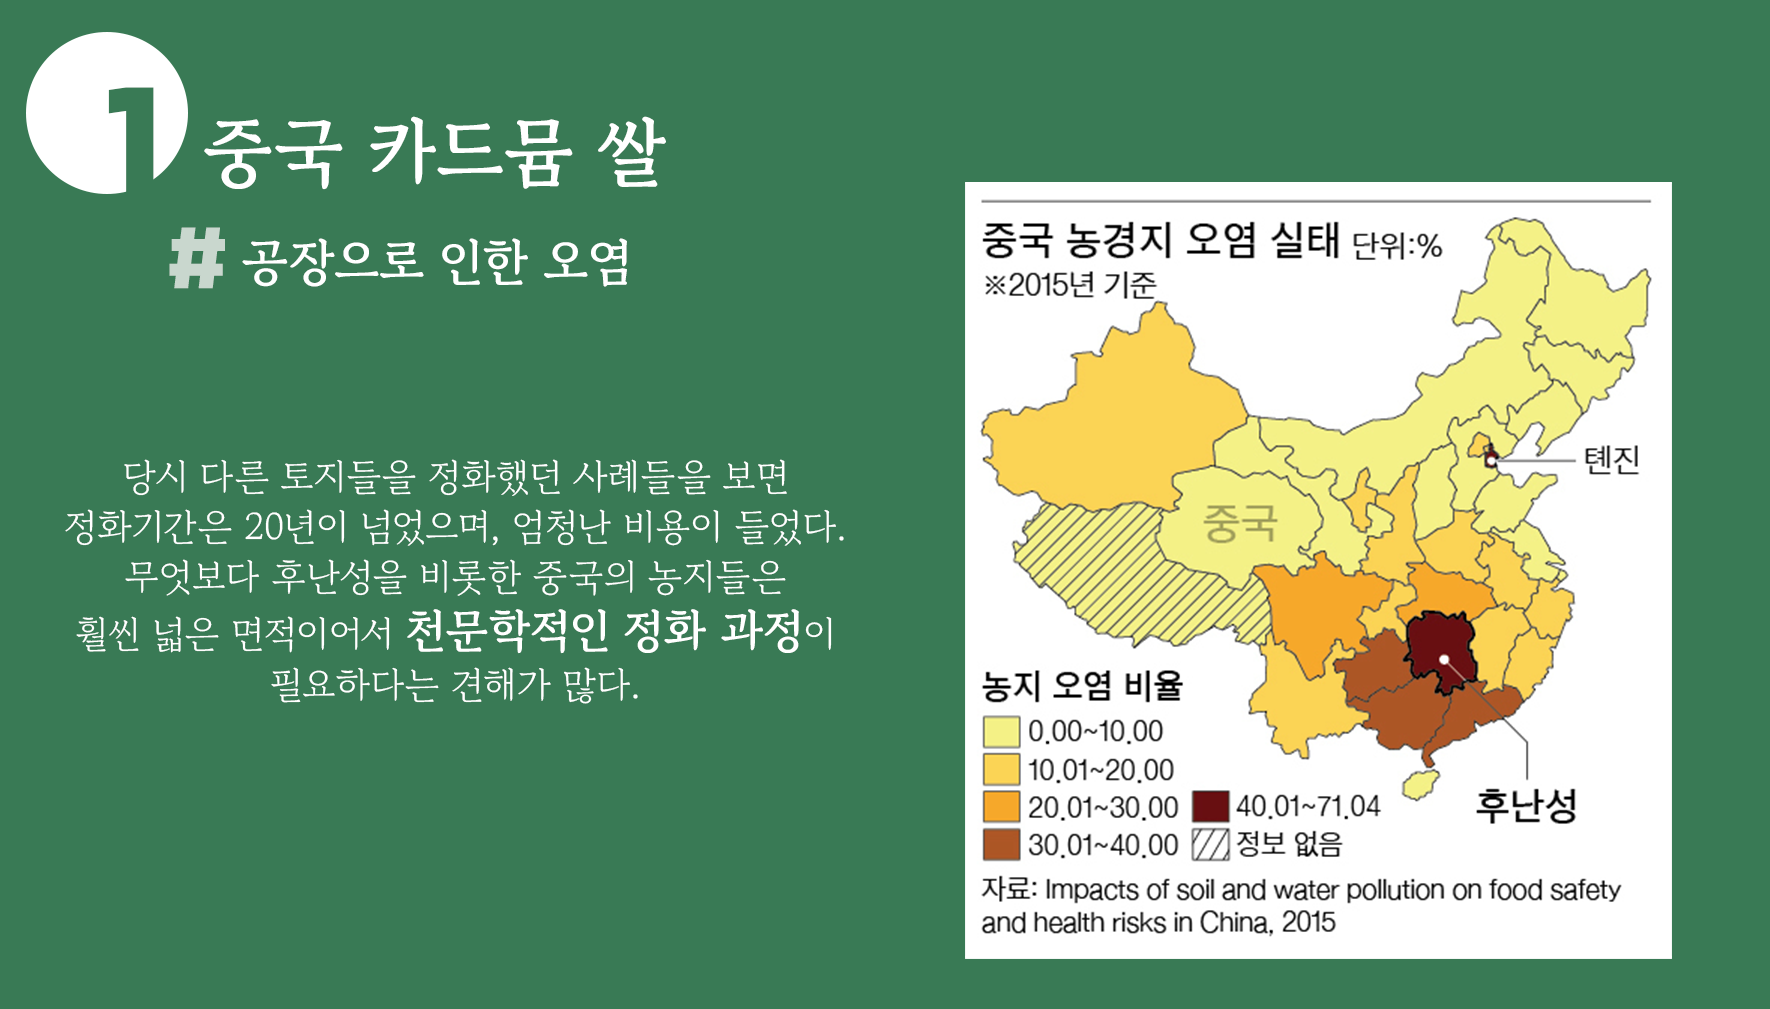 1
중국 카드뮴 쌀
# 공장으로 인한 오염
당시 다른 토지들을 정화했던 사례들을 보면
정화기간은 20년이 넘었으며, 엄청난 비용이 들었다.
무엇보다 후난성을 비롯한 중국의 농지들은
훨씬 넓은 면적이어서 천문학적인 정화 과정이
필요하다는 견해가 많다.
중국 농경지 오염 실태 단위:%
※2015년 기준
톈진
중국
농지 오염 비율
0.00~10.00
10.01~20.00
20.01~30.00
30.01~40.00
40.01~71.04
정보 없음
후난성
자료: Impacts of soil and water pollution on food safety
and health risks in China, 2015